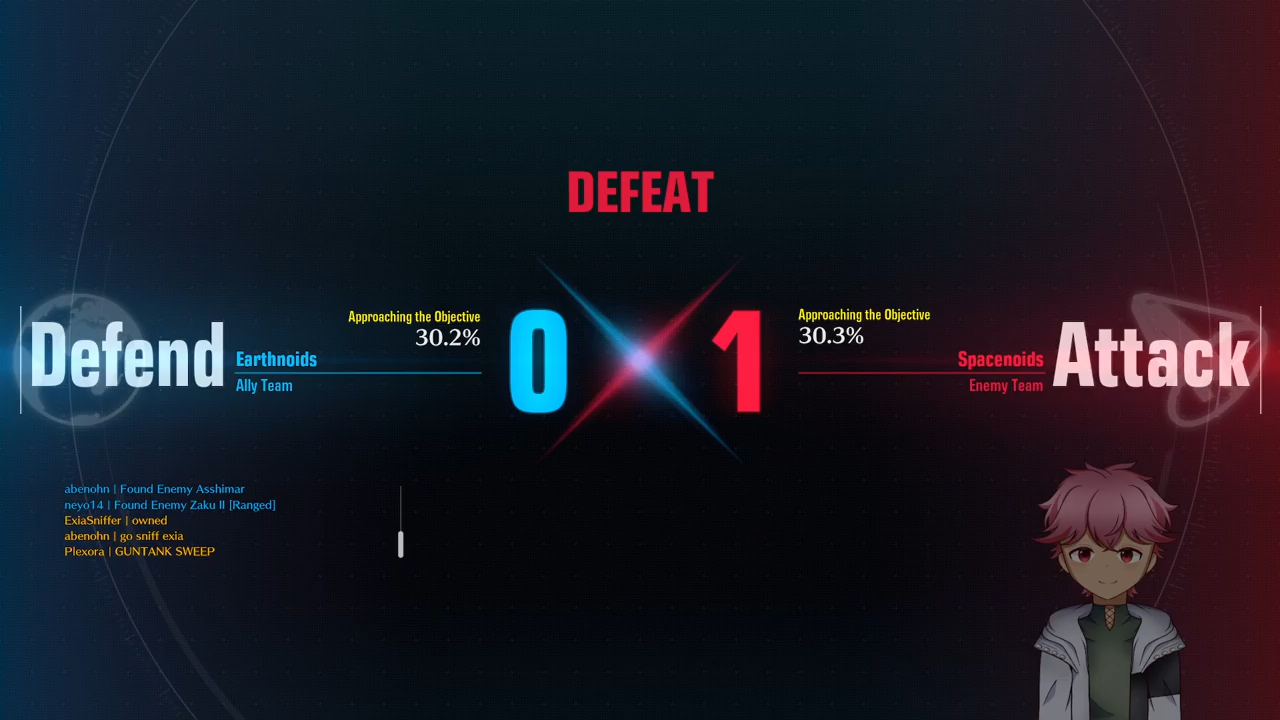 DEFEAT
Approaching the Objective
30.2%
0
1
Approaching the Objective
30.3%
Defend
Earthnoids
Ally Team
Spacenoids
Enemy Team
Attack
abenohn | Found Enemy Asshimar
neyo14 | Found Enemy Zaku II [Ranged]
ExiaSniffer | owned
abenohn | go sniff exia
Plexora | GUNTANK SWEEP